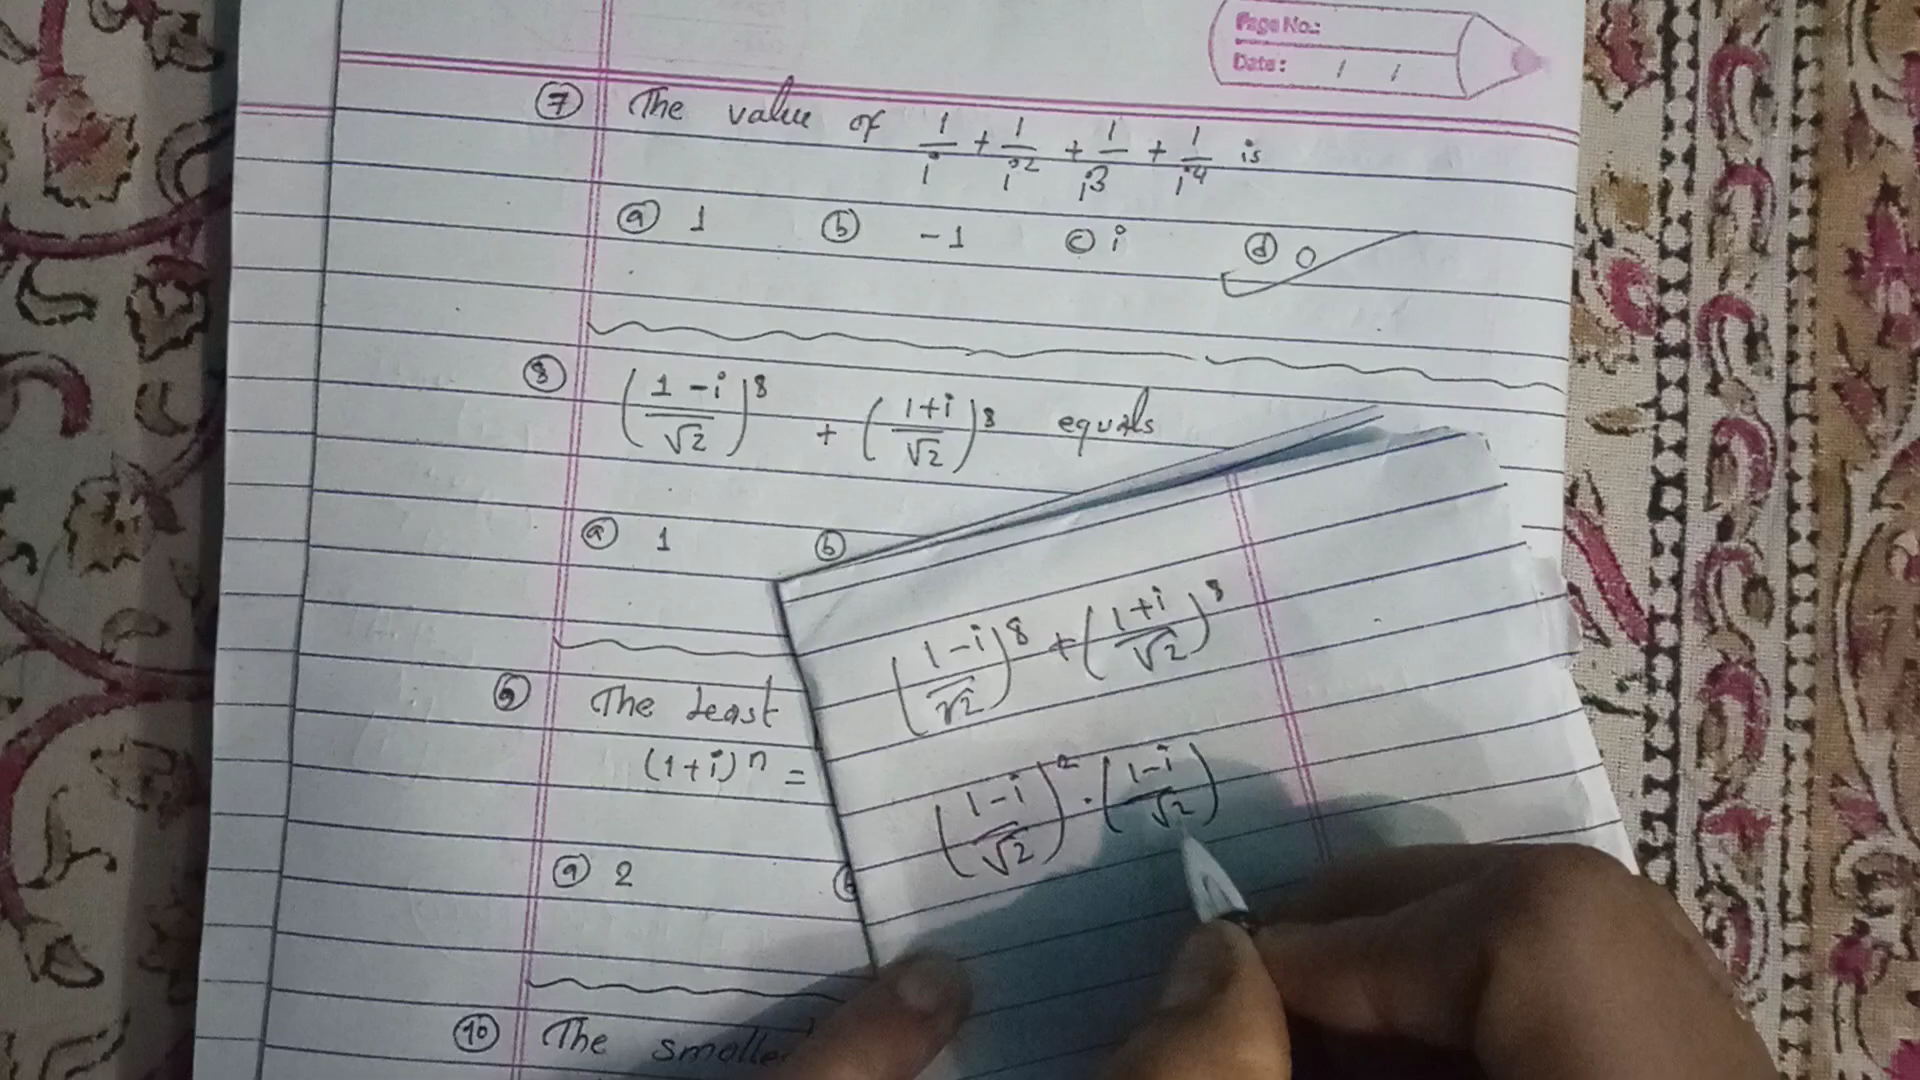 Page No.:
Date: / /
7 The value of 1/i + 1/i² + 1/i³ + 1/i⁴ is
a 1 b -1 c i d 0
8 ((1-i)/√2)⁸ + ((1+i)/√2)⁸ equals
a 1 b
9 The least
(1+i)ⁿ =
a 2
10 The smalle
((1-i)/√2)⁸ + ((1+i)/√2)⁸
((1-i)/√2)² · ((1-i)/√2)